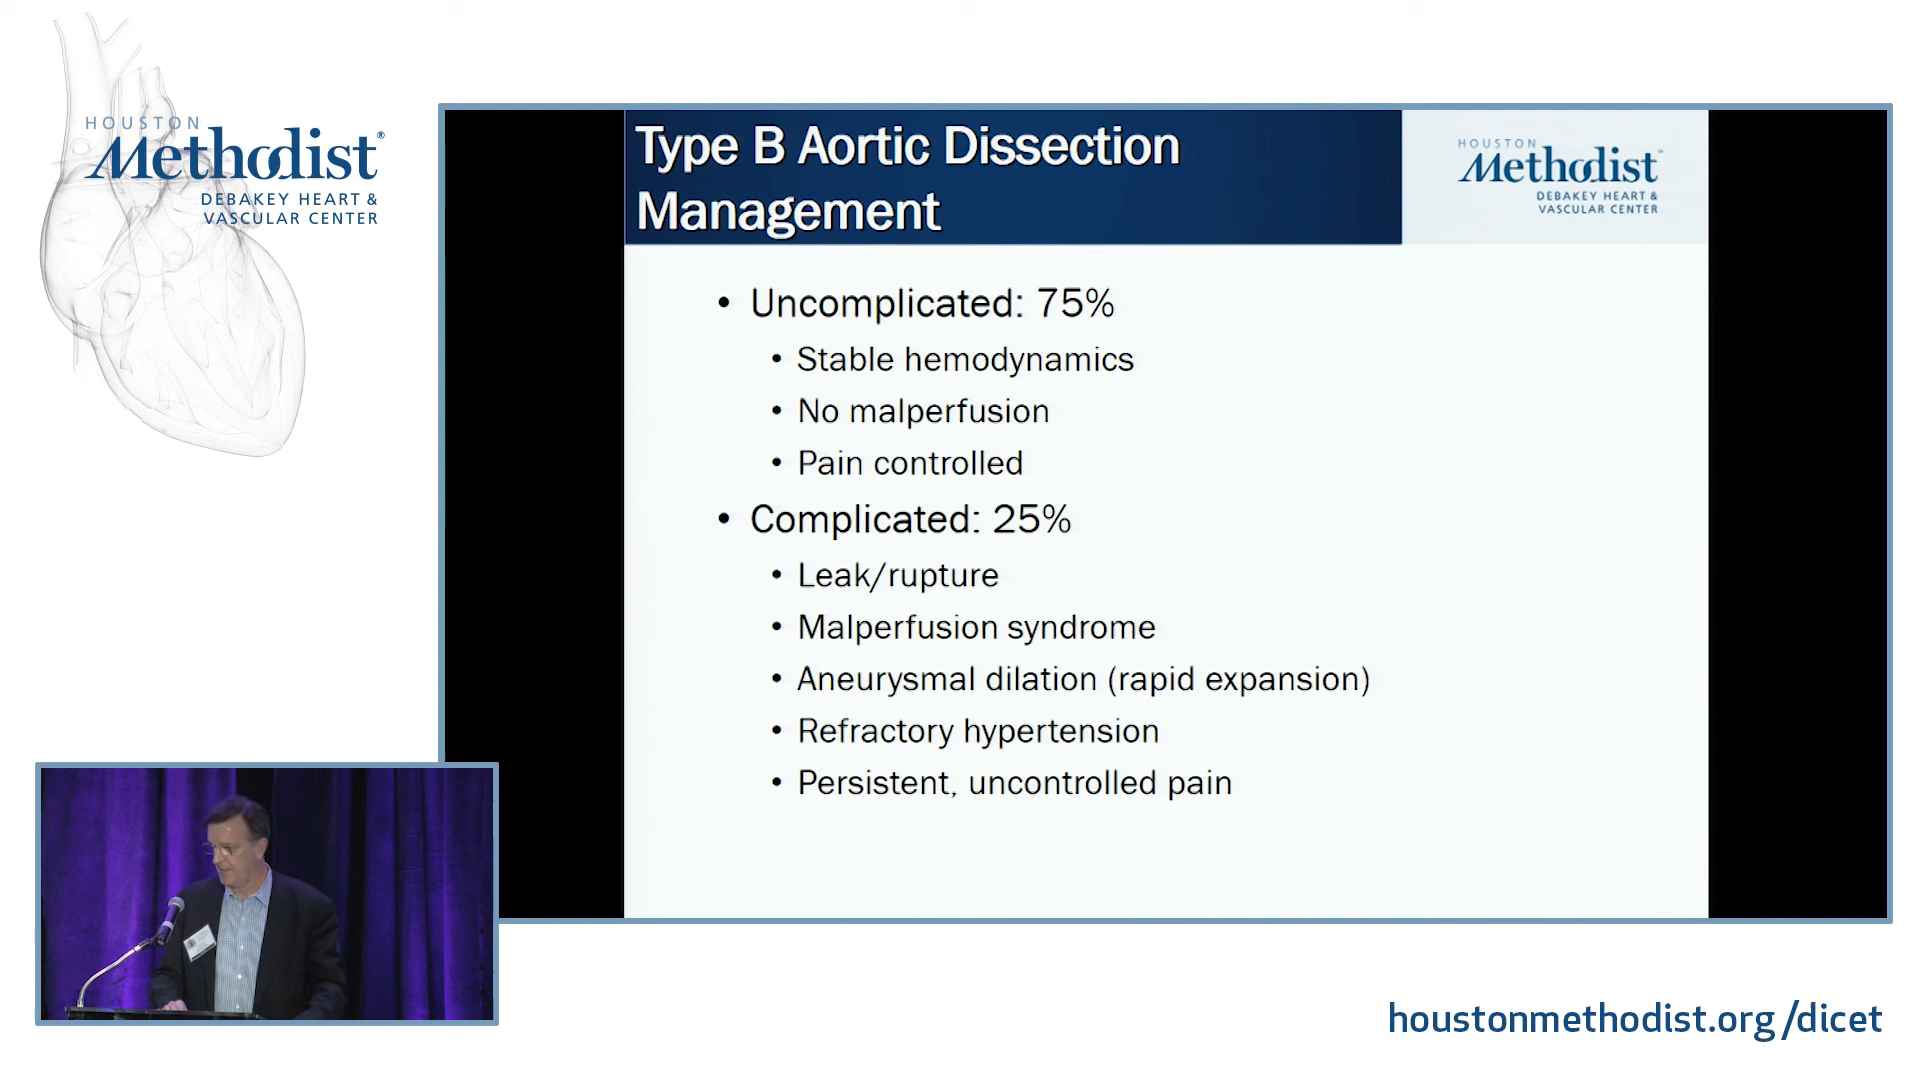 HOUSTON
Methodist®
DEBAKEY HEART &
VASCULAR CENTER
Type B Aortic Dissection
Management
HOUSTON
Methodist™
DEBAKEY HEART &
VASCULAR CENTER
• Uncomplicated: 75%
• Stable hemodynamics
• No malperfusion
• Pain controlled
• Complicated: 25%
• Leak/rupture
• Malperfusion syndrome
• Aneurysmal dilation (rapid expansion)
• Refractory hypertension
• Persistent, uncontrolled pain
houstonmethodist.org/dicet